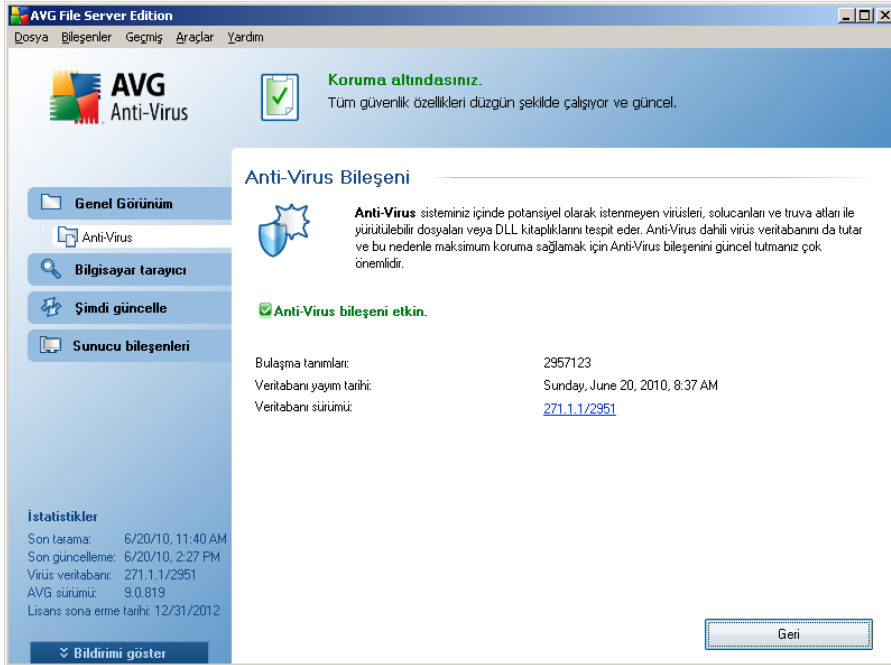 AVG File Server Edition
Dosya Bileşenler Geçmiş Araçlar Yardım
AVG
Anti-Virus
Koruma altındasınız.
Tüm güvenlik özellikleri düzgün şekilde çalışıyor ve güncel.
Genel Görünüm
Anti-Virus
Bilgisayar tarayıcı
Şimdi güncelle
Sunucu bileşenleri
Anti-Virus Bileşeni
Anti-Virus sisteminiz içinde potansiyel olarak istenmeyen virüsleri, solucanları ve truva atları ile
yürütülebilir dosyaları veya DLL kitaplıklarını tespit eder. Anti-Virus dahili virüs veritabanını da tutar
ve bu nedenle maksimum koruma sağlamak için Anti-Virus bileşenini güncel tutmanız çok
önemlidir.
Anti-Virus bileşeni etkin.
Bulaşma tanımları: 2957123
Veritabanı yayım tarihi: Sunday, June 20, 2010, 8:37 AM
Veritabanı sürümü: 271.1.1/2951
İstatistikler
Son tarama: 6/20/10, 11:40 AM
Son güncelleme: 6/20/10, 2:27 PM
Virüs veritabanı: 271.1.1/2951
AVG sürümü: 9.0.819
Lisans sona erme tarihi: 12/31/2012
Bildirimi göster
Geri